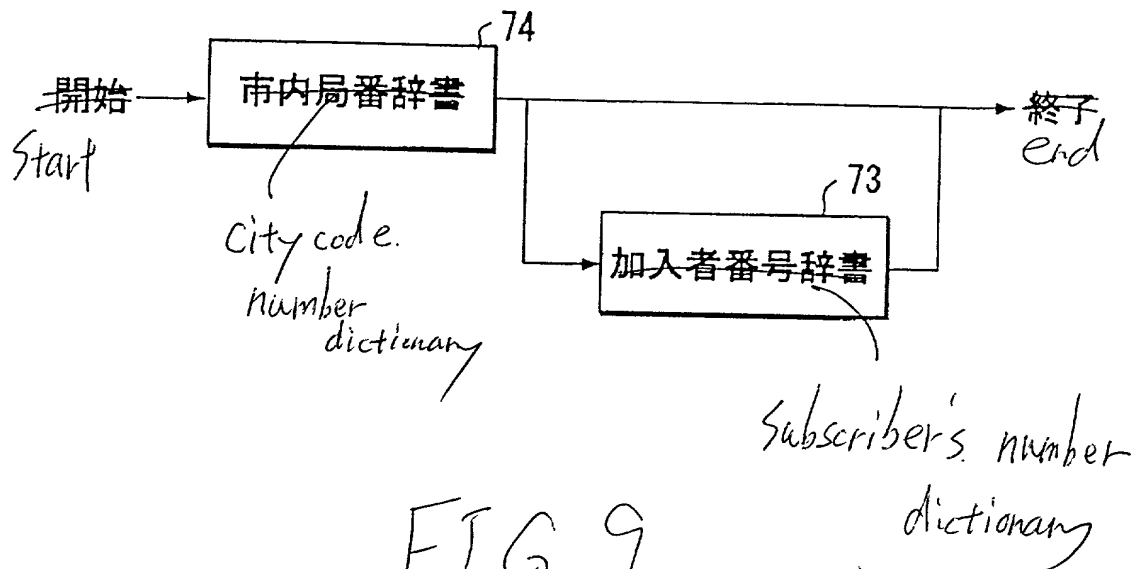 74
開始
市内局番辞書
終了
Start
end
73
City code.
number
dictionary
加入者番号辞書
Subscriber's. number
dictionary
FIG 9